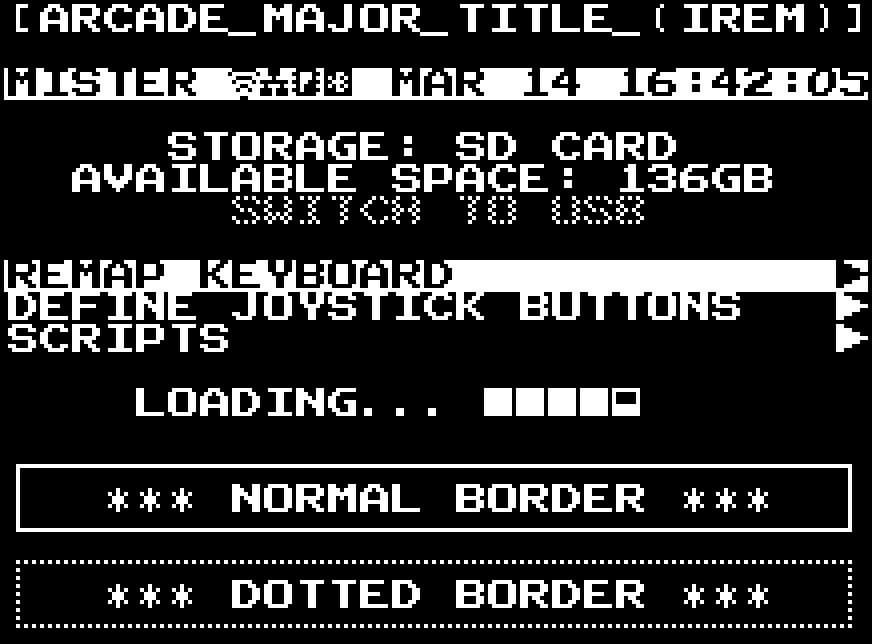 [ARCADE_MAJOR_TITLE_(IREM)]
MISTER MAR 14 16:42:05
STORAGE: SD CARD
AVAILABLE SPACE: 136GB
SWITCH TO USB
REMAP KEYBOARD
DEFINE JOYSTICK BUTTONS
SCRIPTS
LOADING...
*** NORMAL BORDER ***
*** DOTTED BORDER ***